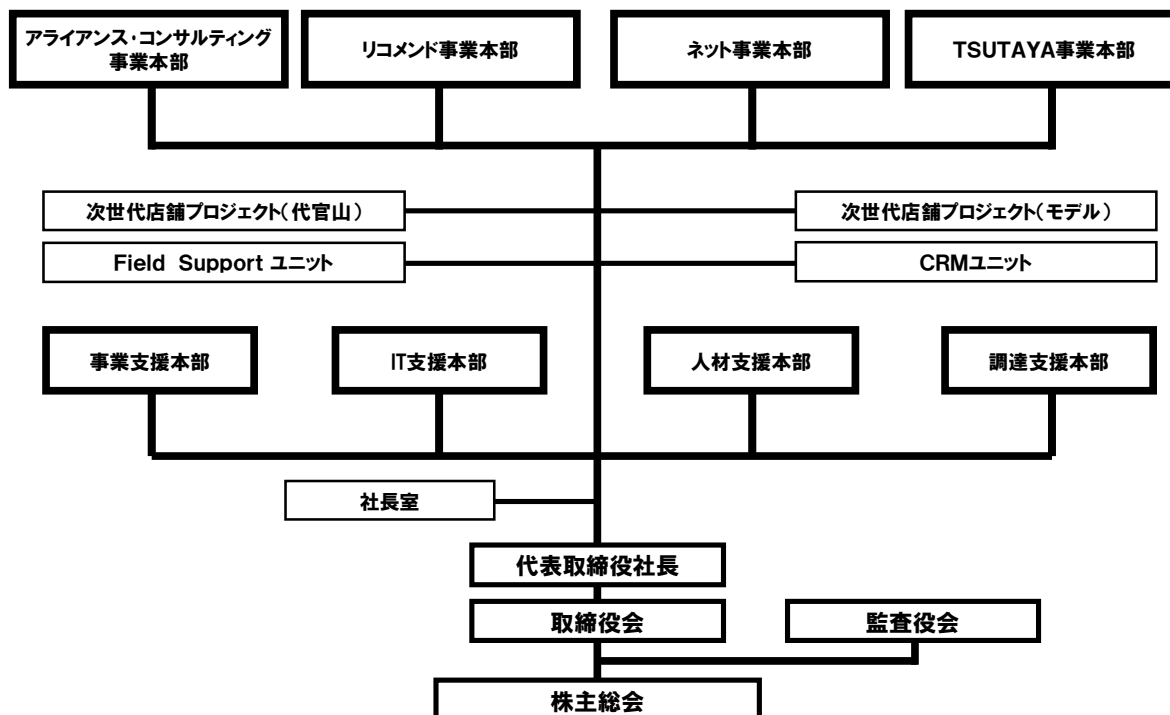 アライアンス・コンサルティング
事業本部
リコメンド事業本部
ネット事業本部
TSUTAYA事業本部
次世代店舗プロジェクト（代官山）
次世代店舗プロジェクト（モデル）
Field Support ユニット
CRMユニット
事業支援本部
IT支援本部
人材支援本部
調達支援本部
社長室
代表取締役社長
取締役会
監査役会
株主総会